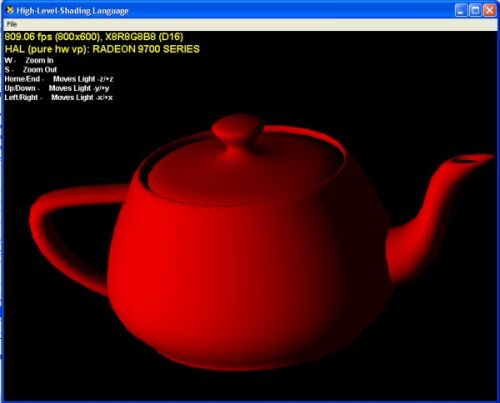 High-Level-Shading Language
File
809.06 fps (800x600), X8R8G8B8 (D16)
HAL (pure hw vp): RADEON 9700 SERIES
W - Zoom In
S - Zoom Out
Home/End - Moves Light -z/+z
Up/Down - Moves Light -y/+y
Left/Right - Moves Light -x/+x